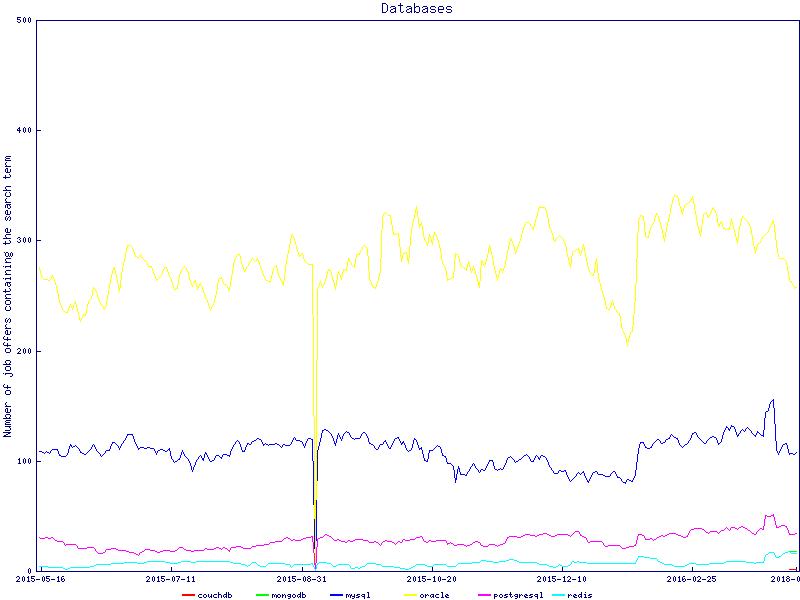 Databases
500
400
300
200
100
0
Number of job offers containing the search term
2015-05-16 2015-07-11 2015-08-31 2015-10-20 2015-12-10 2016-02-25 2018-0
couchdb mongodb mysql oracle postgresql redis